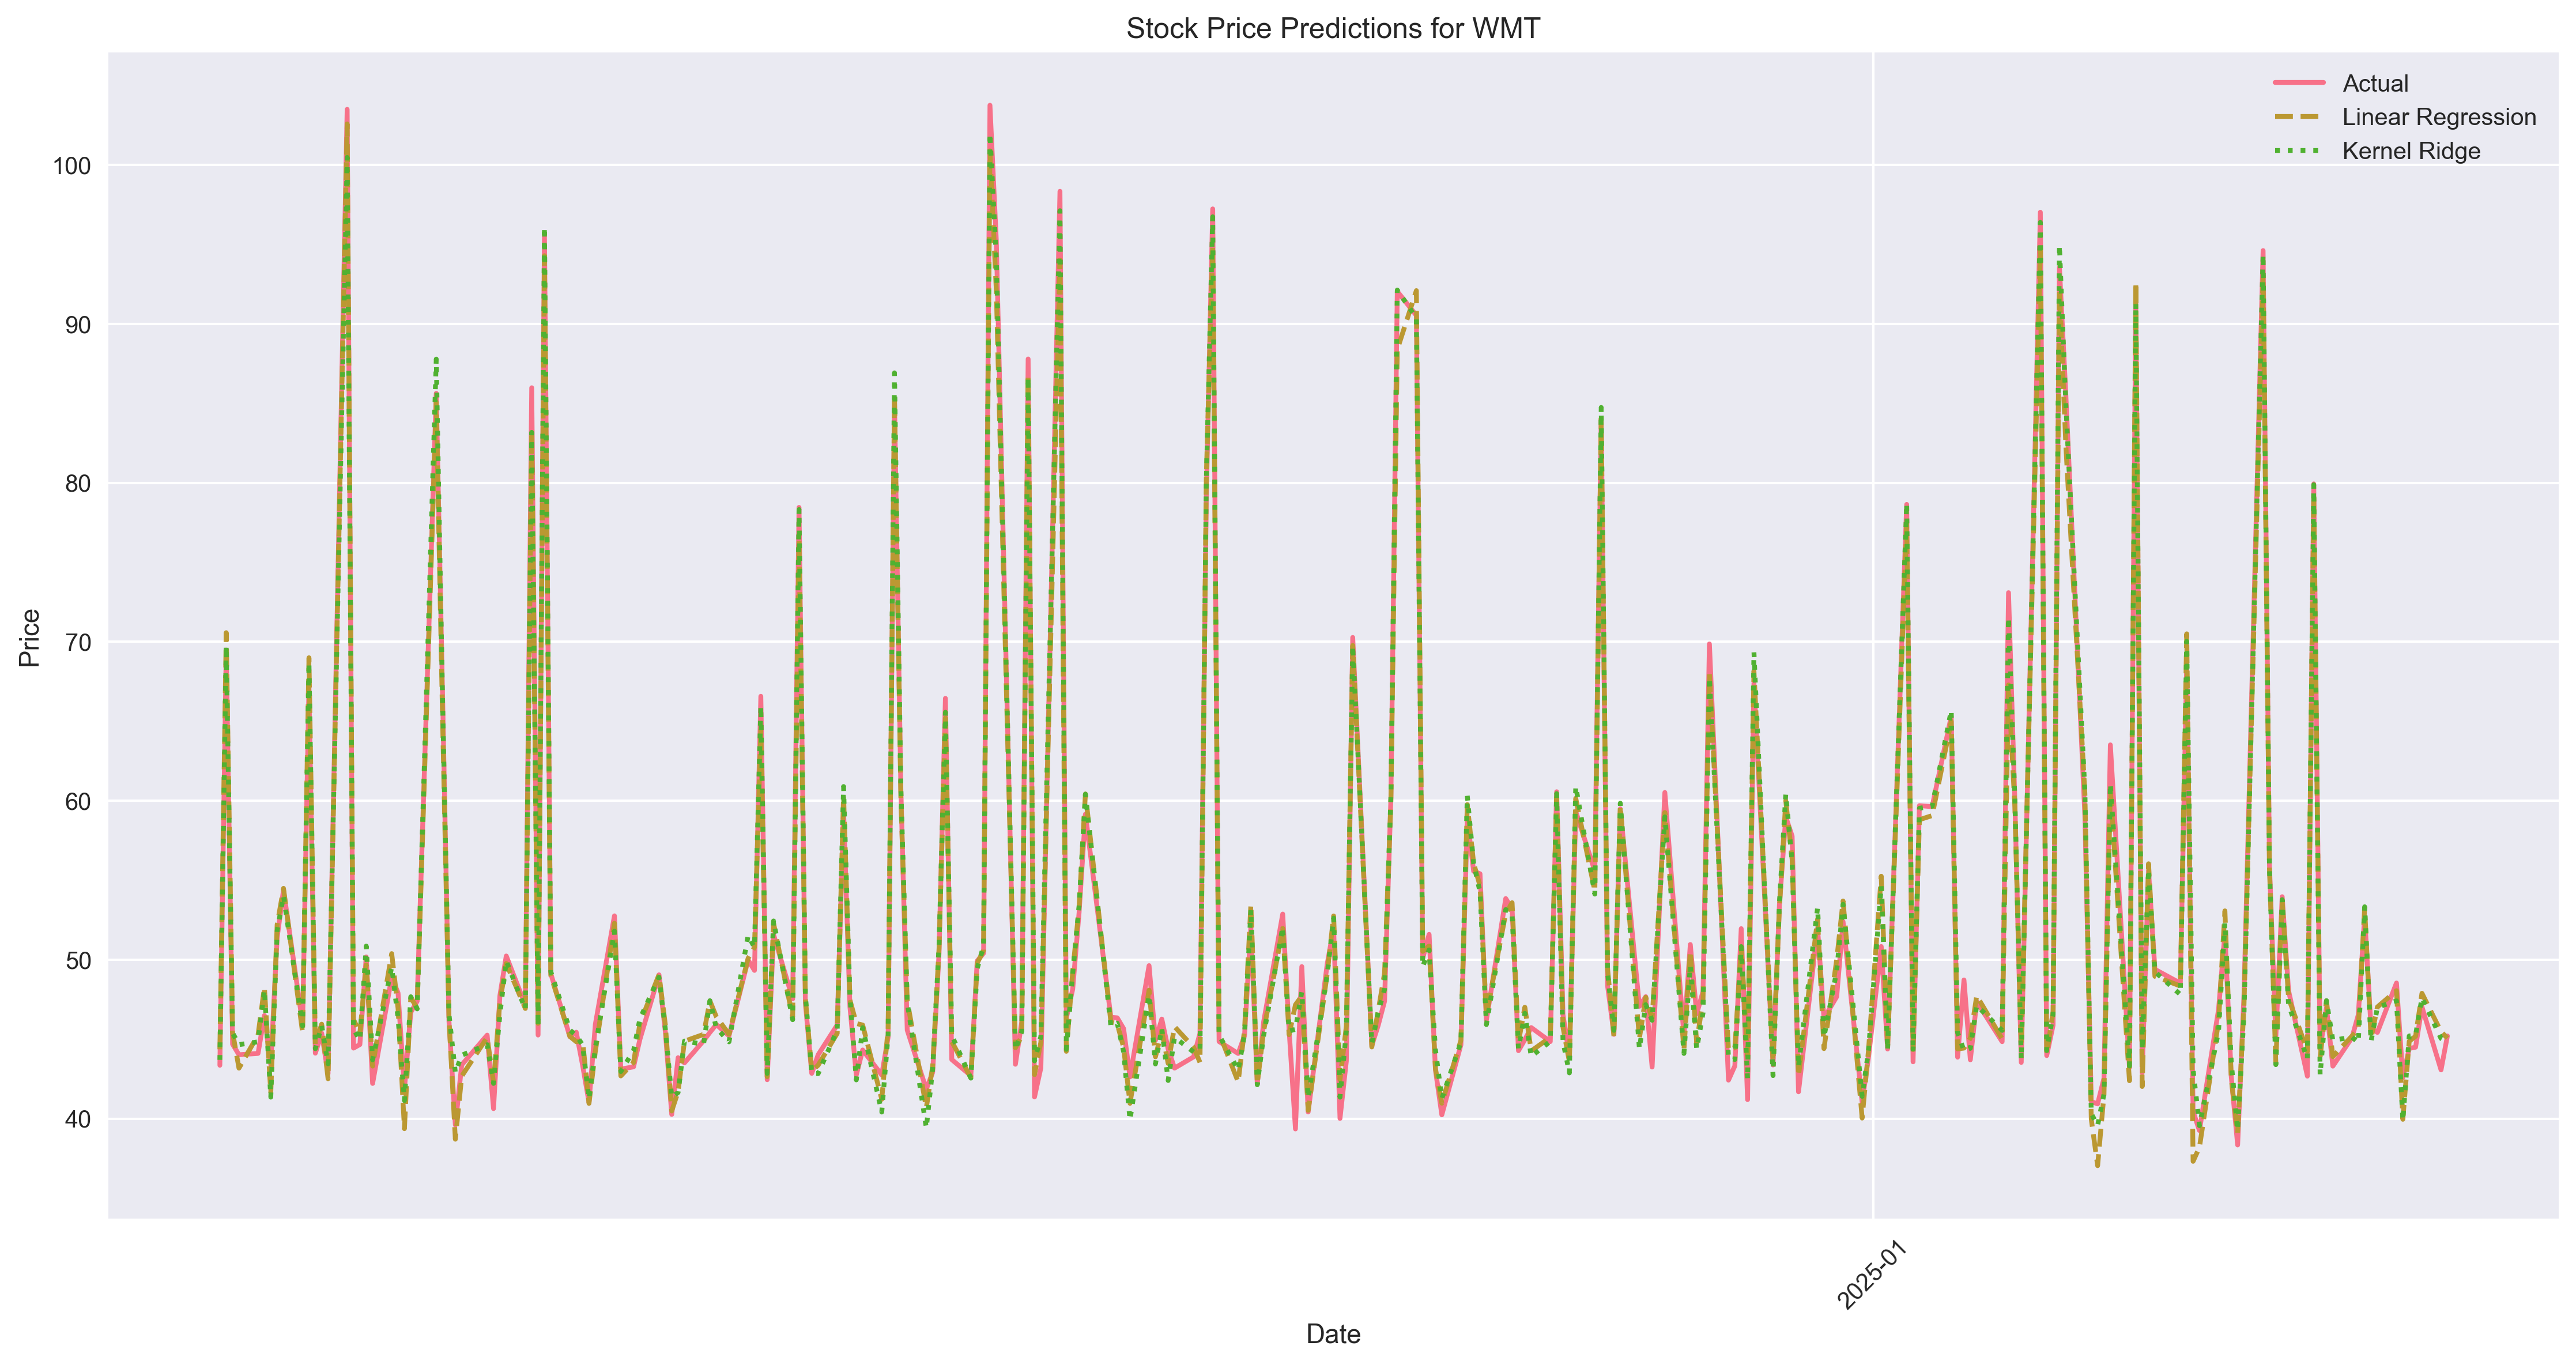 Stock Price Predictions for WMT
Actual
Linear Regression
Kernel Ridge
100
90
80
70
60
50
40
Price
2025-01
Date